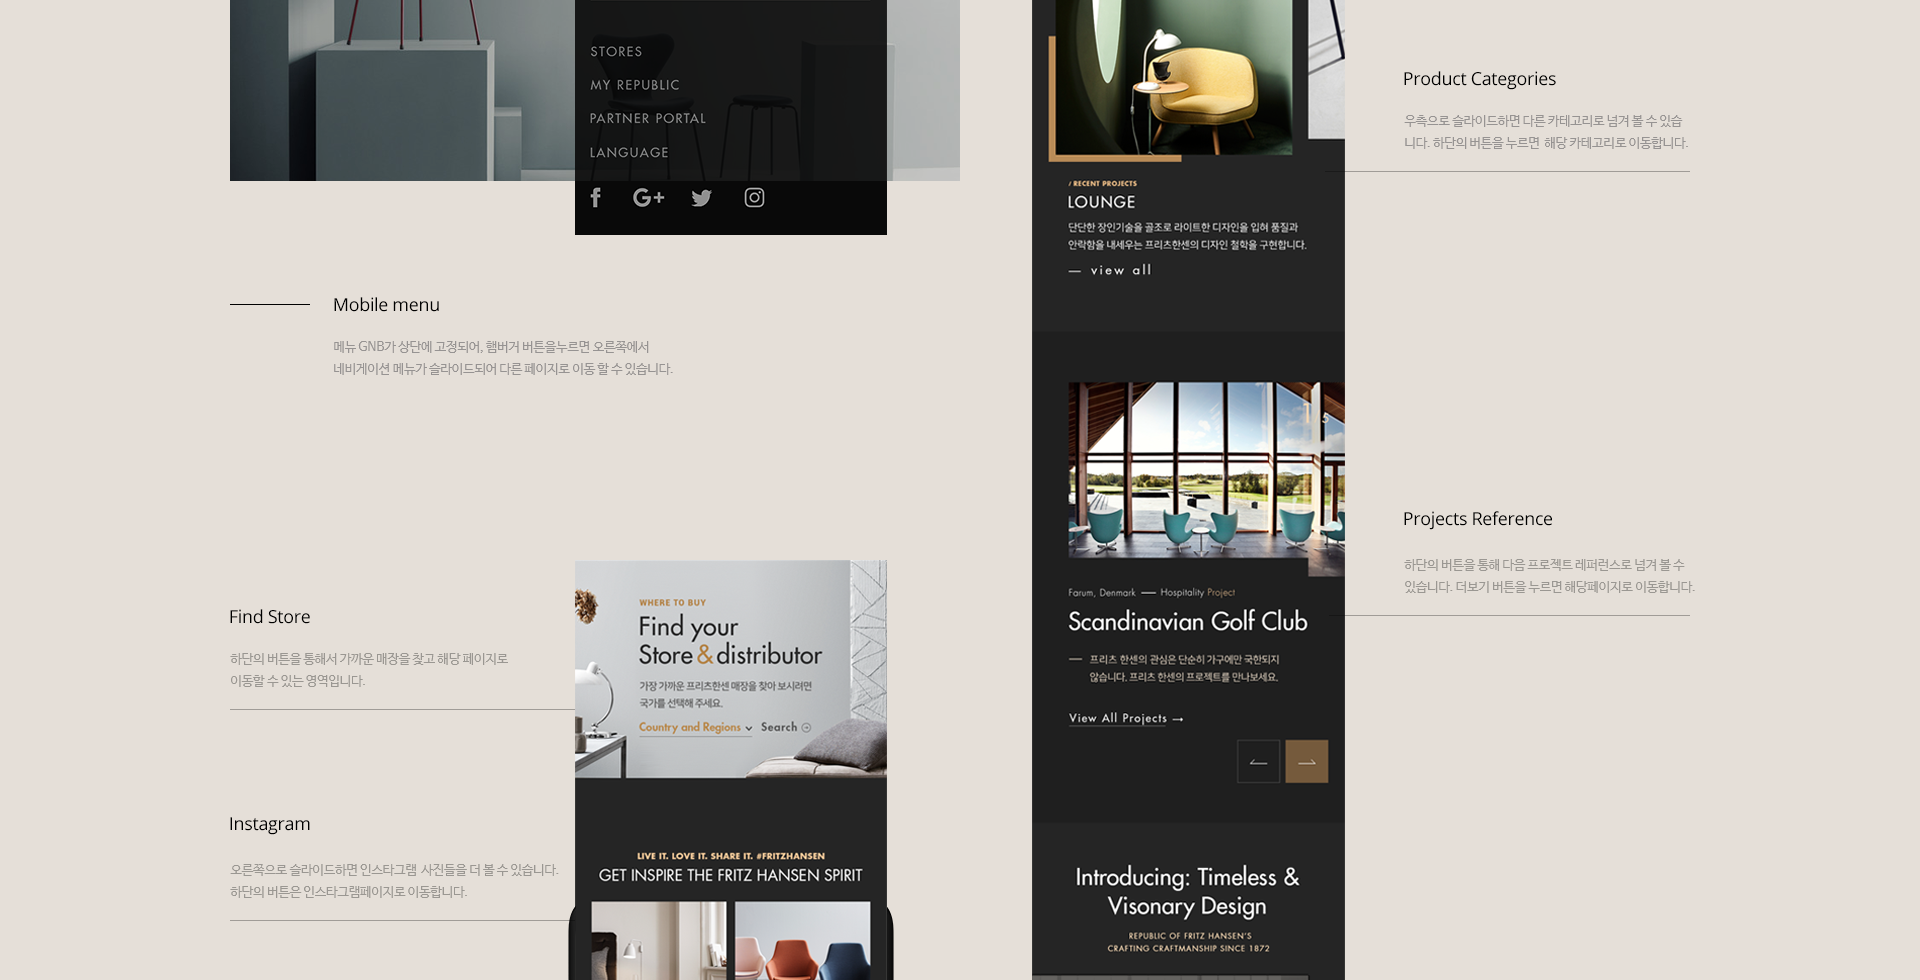 STORES
MY REPUBLIC
PARTNER PORTAL
LANGUAGE
Mobile menu
메뉴 GNB가 상단에 고정되어, 햄버거 버튼을누르면 오른쪽에서
네비게이션 메뉴가 슬라이드되어 다른 페이지로 이동 할 수 있습니다.
Find Store
하단의 버튼을 통해서 가까운 매장을 찾고 해당 페이지로
이동할 수 있는 영역입니다.
WHERE TO BUY
Find your
Store & distributor
가장 가까운 프리츠한센 매장을 찾아 보시려면
국가를 선택해 주세요.
Country and Regions
Search
Instagram
오른쪽으로 슬라이드하면 인스타그램 사진들을 더 볼 수 있습니다.
하단의 버튼은 인스타그램페이지로 이동합니다.
LIVE IT. LOVE IT. SHARE IT. #FRITZHANSEN
GET INSPIRE THE FRITZ HANSEN SPIRIT
Product Categories
우측으로 슬라이드하면 다른 카테고리로 넘겨 볼 수 있습
니다. 하단의 버튼을 누르면 해당 카테고리로 이동합니다.
/ RECENT PROJECTS
LOUNGE
단단한 장인기술을 골조로 라이트한 디자인을 입혀 품질과
안락함을 내세우는 프리츠한센의 디자인 철학을 구현합니다.
— view all
Projects Reference
하단의 버튼을 통해 다음 프로젝트 레퍼런스로 넘겨 볼 수
있습니다. 더보기 버튼을 누르면 해당페이지로 이동합니다.
Farum, Denmark — Hospitality Project
Scandinavian Golf Club
— 프리츠 한센의 관심은 단순히 가구에만 국한되지
않습니다. 프리츠 한센의 프로젝트를 만나보세요.
View All Projects →
Introducing: Timeless &
Visonary Design
REPUBLIC OF FRITZ HANSEN'S
CRAFTING CRAFTMANSHIP SINCE 1872